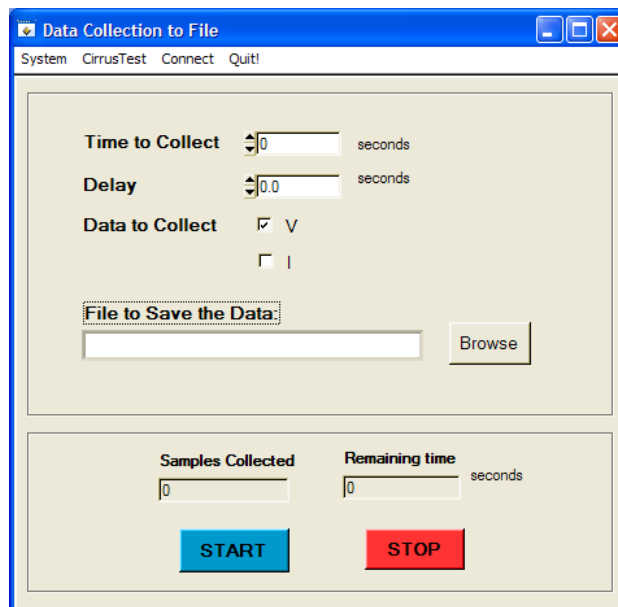 Data Collection to File
System CirrusTest Connect Quit!
Time to Collect 0 seconds
Delay 0.0 seconds
Data to Collect V
I
File to Save the Data:
Browse
Samples Collected Remaining time
0 0 seconds
START STOP